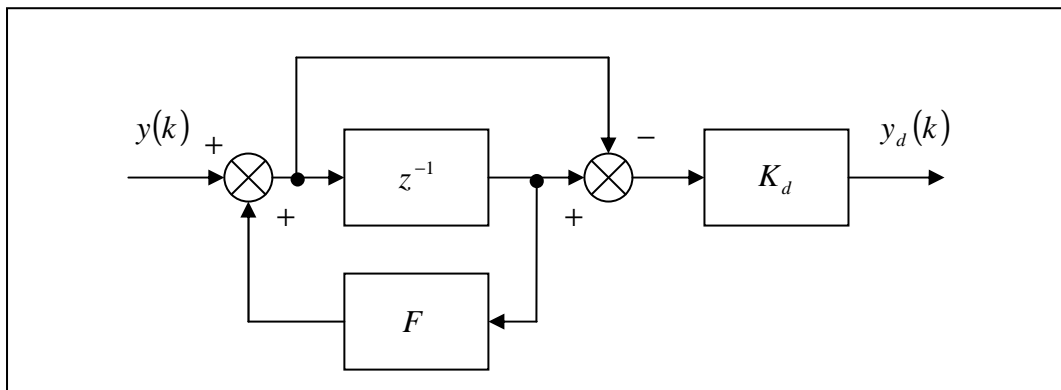 y(k)
+
+
z⁻¹
+
−
K_d
y_d(k)
F